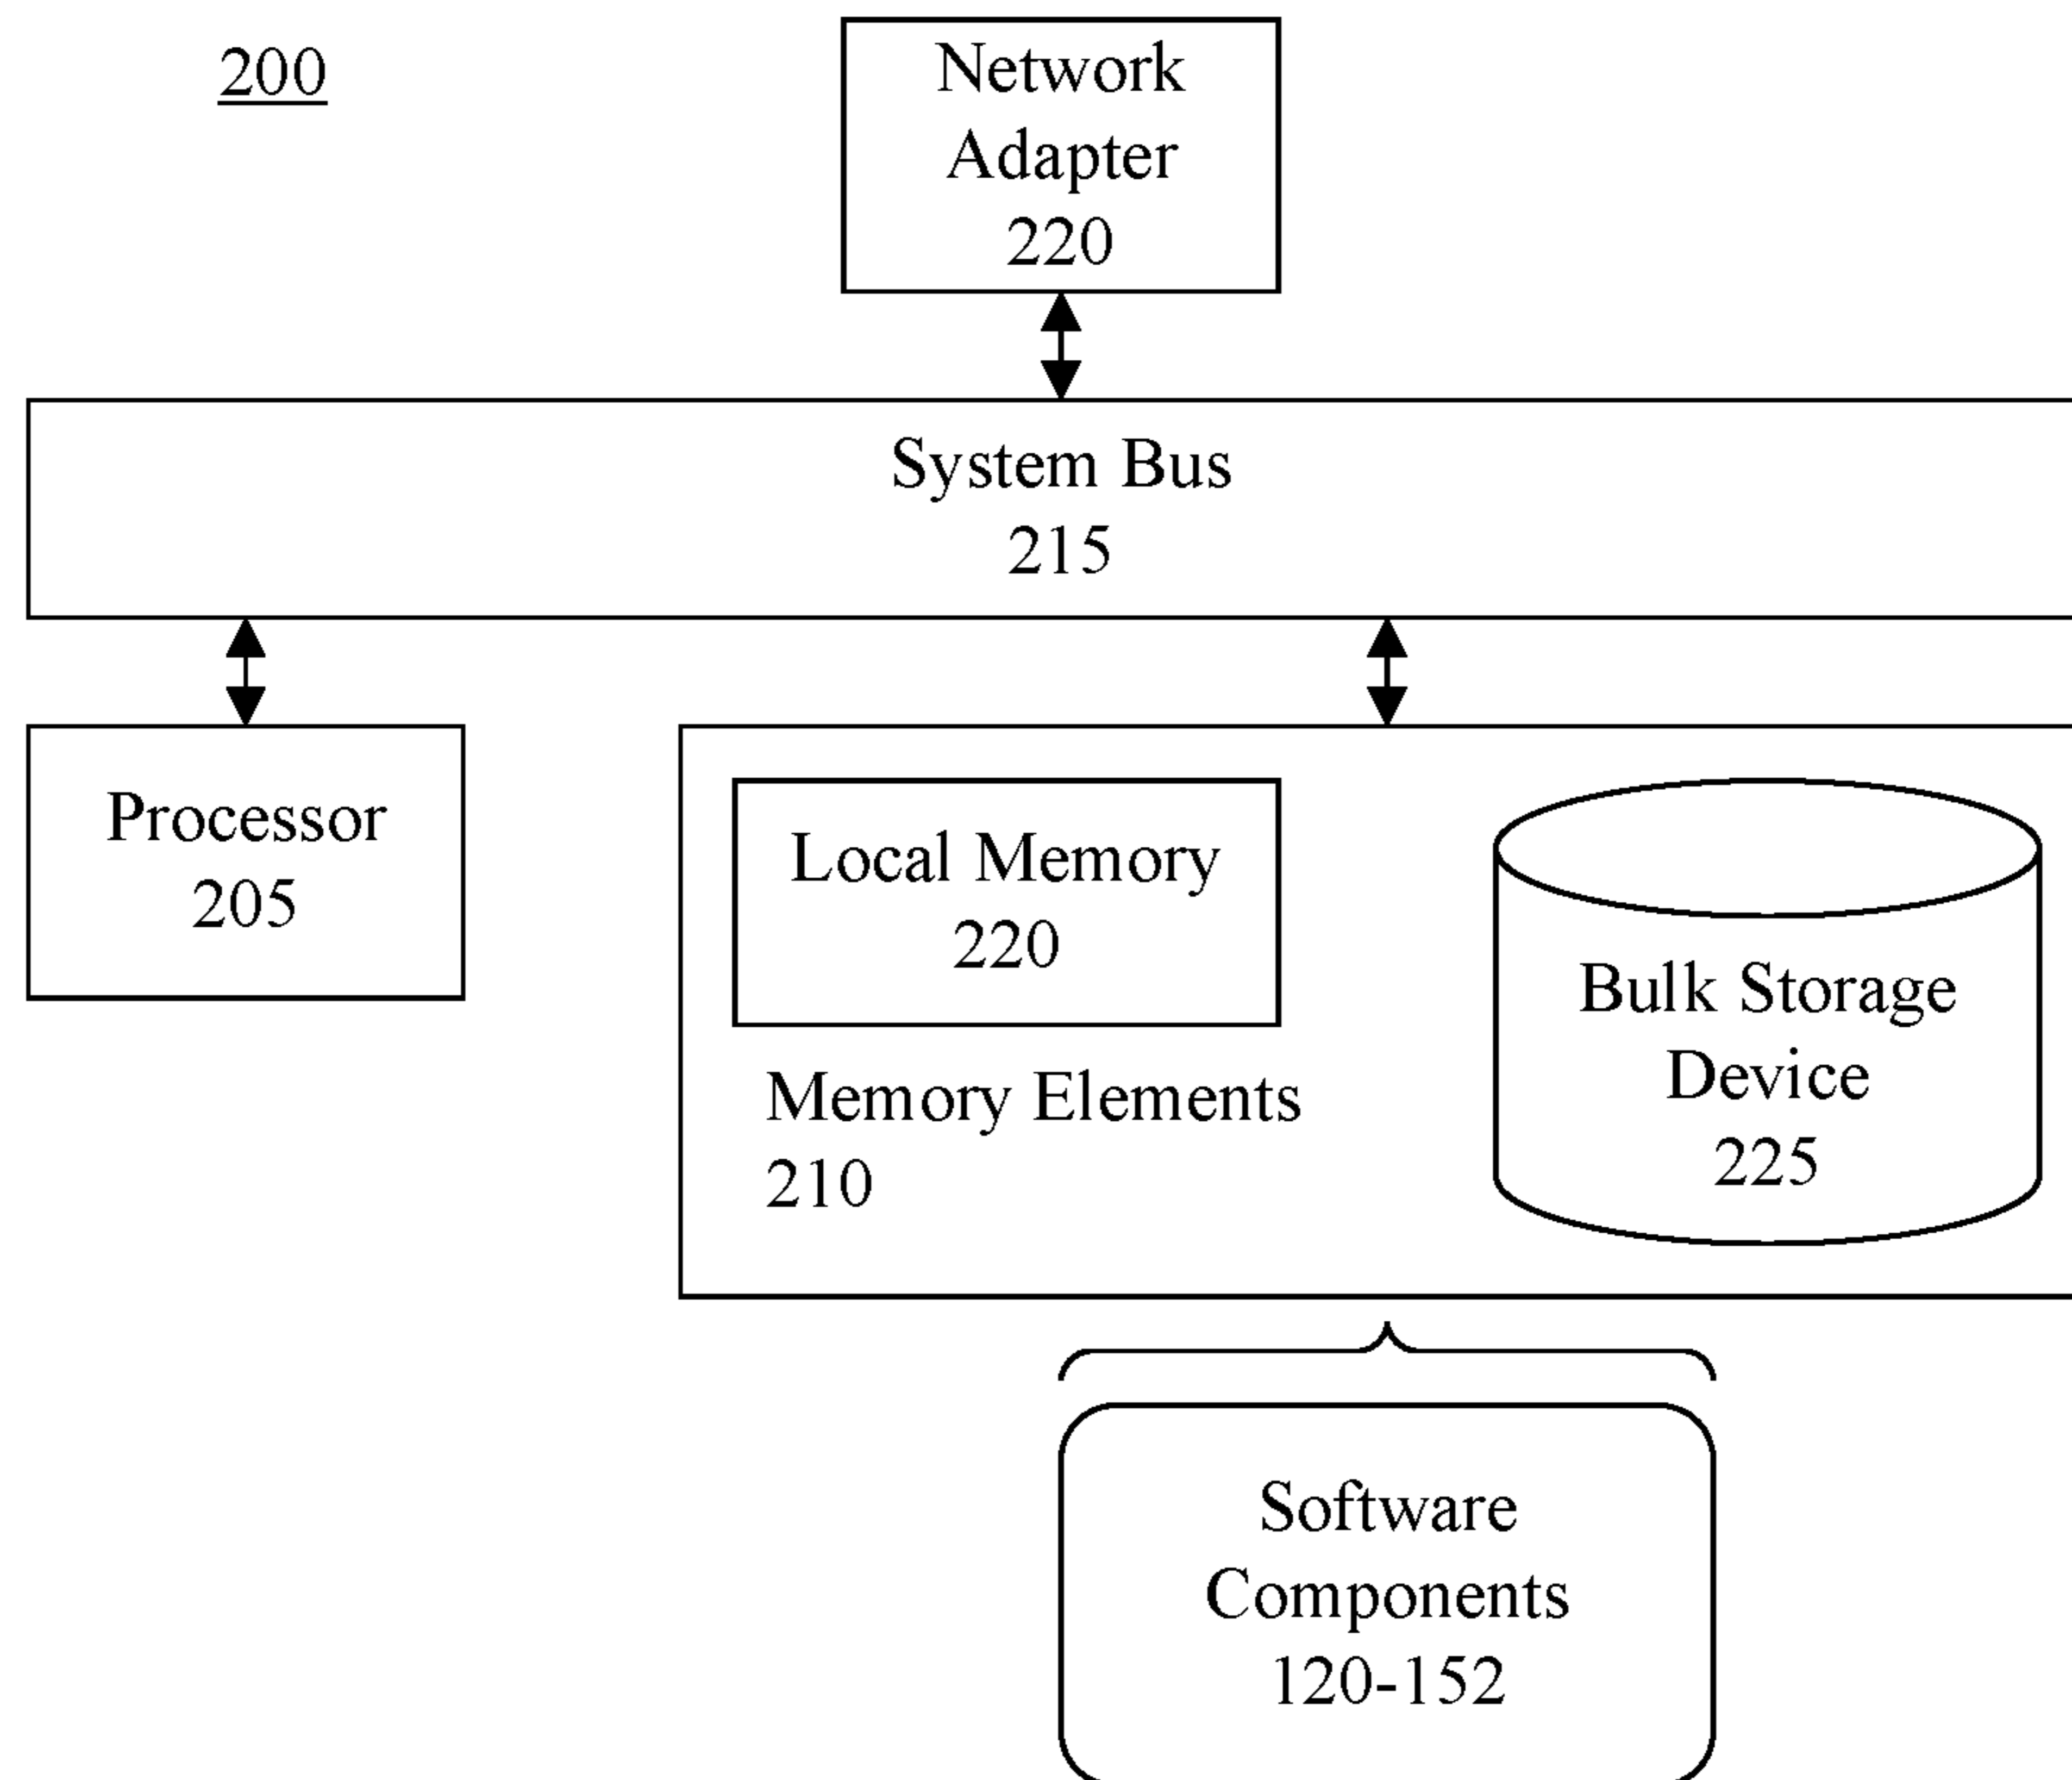 200
Network
Adapter
220
System Bus
215
Processor
205
Local Memory
220
Memory Elements
210
Bulk Storage
Device
225
Software
Components
120-152